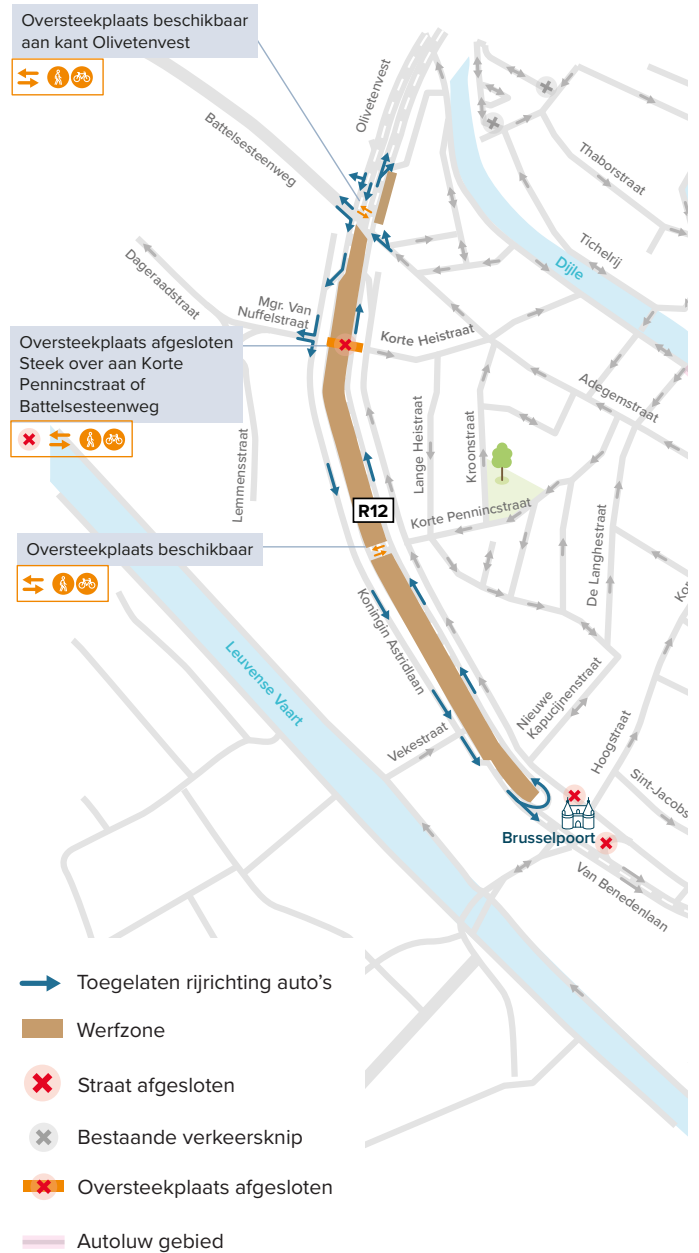 Oversteekplaats beschikbaar
aan kant Olivetenvest
Olivetenvest
Battelsesteenweg
Thaborstraat
Tichelrij
Dijle
Dageraadstraat
Mgr. Van
Nuffelstraat
Oversteekplaats afgesloten
Steek over aan Korte
Pennincstraat of
Battelsesteenweg
Korte Heistraat
Adegemstraat
Lange Heistraat
Kroonstraat
Lemmensstraat
R12
Korte Pennincstraat
Oversteekplaats beschikbaar
De Langhestraat
Kor
Koningin Astridlaan
Leuvense Vaart
Nieuwe
Kapucijnenstraat
Hoogstraat
Vekestraat
Sint-Jacobs
Brusselpoort
Van Benedenlaan
Toegelaten rijrichting auto's
Werfzone
Straat afgesloten
Bestaande verkeersknip
Oversteekplaats afgesloten
Autoluw gebied